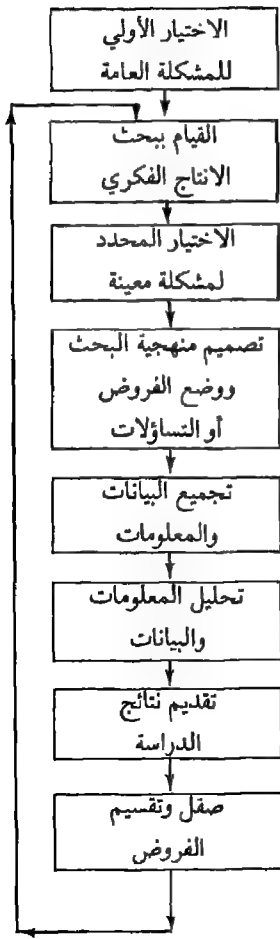 الاختيار الأولي
للمشكلة العامة
القيام ببحث
الانتاج الفكري
الاختيار المحدد
لمشكلة معينة
تصميم منهجية البحث
ووضع الفروض
أو التساؤلات
تجميع البيانات
والمعلومات
تحليل المعلومات
والبيانات
تقديم نتائج
الدراسة
صقل وتقسيم
الفروض